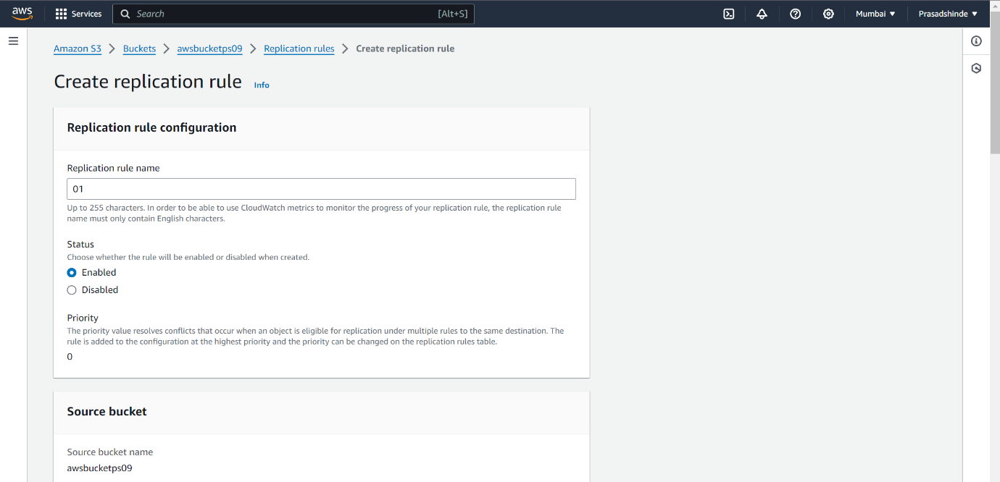 aws Services Search [Alt+S] Mumbai ▼ Prasadshinde ▼
Amazon S3 > Buckets > awsbucketps09 > Replication rules > Create replication rule
Create replication rule Info
Replication rule configuration
Replication rule name
01
Up to 255 characters. In order to be able to use CloudWatch metrics to monitor the progress of your replication rule, the replication rule
name must only contain English characters.
Status
Choose whether the rule will be enabled or disabled when created.
Enabled
Disabled
Priority
The priority value resolves conflicts that occur when an object is eligible for replication under multiple rules to the same destination. The
rule is added to the configuration at the highest priority and the priority can be changed on the replication rules table.
0
Source bucket
Source bucket name
awsbucketps09